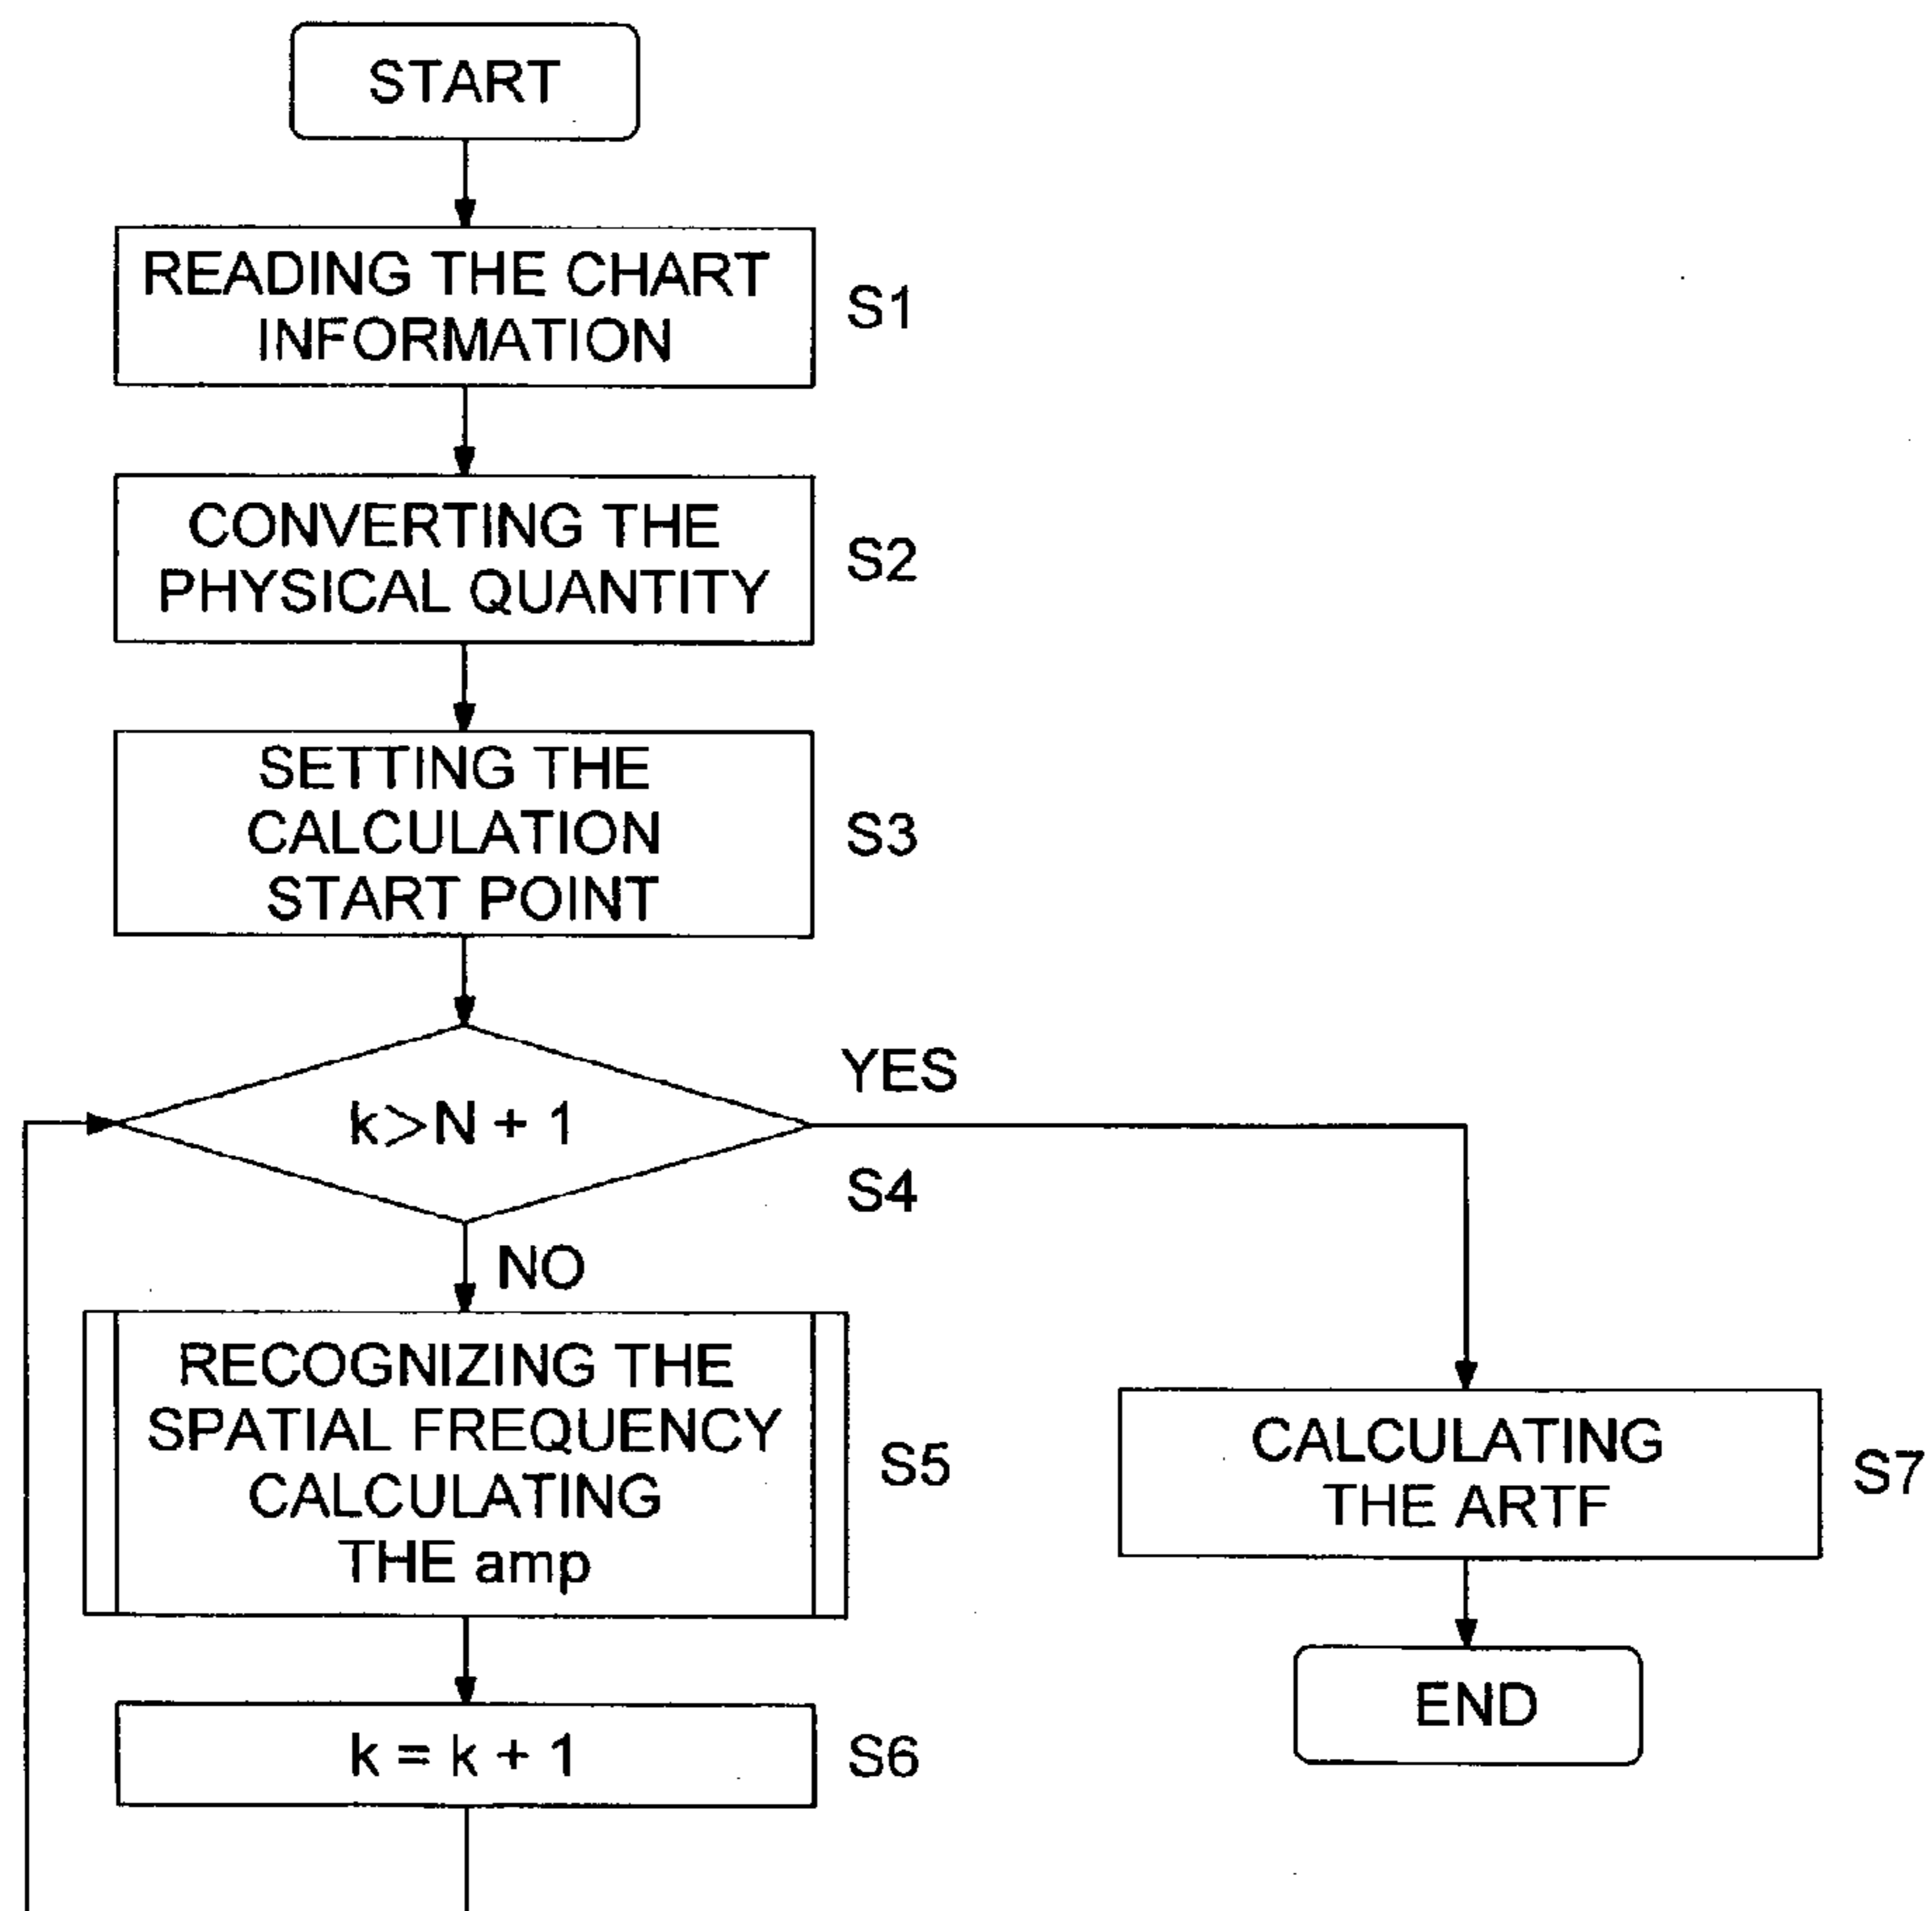 START
READING THE CHART
INFORMATION
S1
CONVERTING THE
PHYSICAL QUANTITY
S2
SETTING THE
CALCULATION
START POINT
S3
k>N + 1
YES
S4
NO
RECOGNIZING THE
SPATIAL FREQUENCY
CALCULATING
THE amp
S5
k = k + 1
S6
CALCULATING
THE ARTF
S7
END